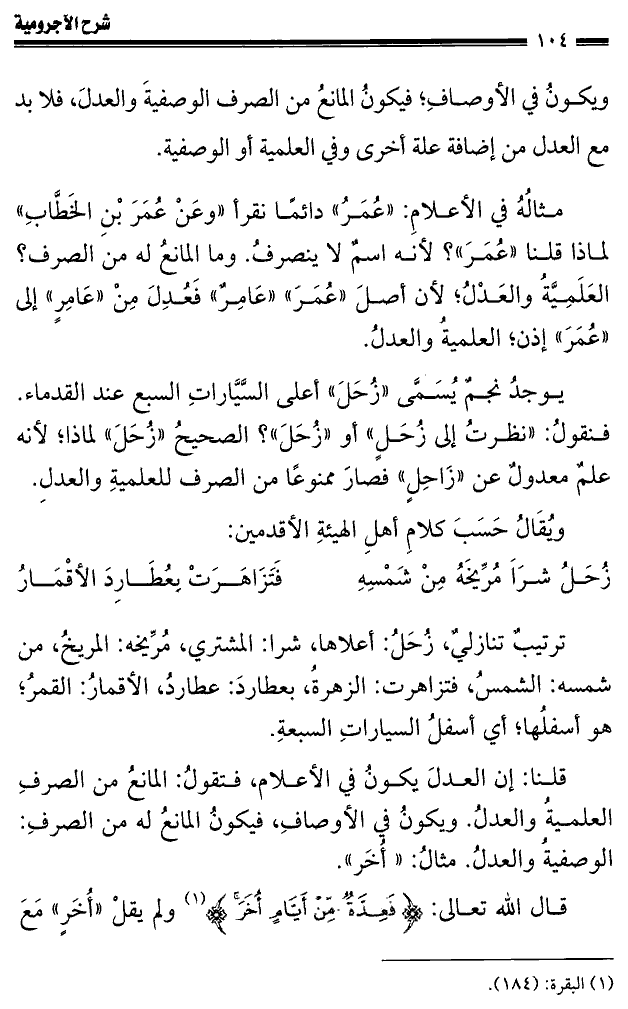 شرح الآجرومية
١٠٤
ويكونُ في الأوصافِ؛ فيكونُ المانعُ من الصرف الوصفيةَ والعدلَ، فلا بد
مع العدل من إضافة علة أخرى وفي العلمية أو الوصفية.
مثالُهُ في الأعلامِ: «عُمَرُ» دائمًا نقرأ «وعَنْ عُمَرَ بْنِ الخَطَّابِ»
لماذا قلنا «عُمَرَ»؟ لأنه اسمٌ لا ينصرفُ. وما المانعُ له من الصرف؟
العَلَمِيَّةُ والعَدْلُ؛ لأن أصلَ «عُمَرَ» «عَامِرٌ» فَعُدِلَ مِنْ «عَامِرٍ» إلى
«عُمَرَ» إذن؛ العلميةُ والعدلُ.
يوجدُ نجمٌ يُسَمَّى «زُحَلَ» أعلى السَّيَّاراتِ السبع عند القدماء.
فنقولُ: «نظرتُ إلى زُحَلٍ» أو «زُحَلَ»؟ الصحيحُ «زُحَلَ» لماذا؛ لأنه
علمٌ معدولٌ عن «زَاحِلٍ» فصارَ ممنوعًا من الصرف للعلميةِ والعدلِ.
ويُقَالُ حَسَبَ كلامِ أهلِ الهيئةِ الأقدمين:
زُحَلُ شرَاَ مُرِّيخَهُ مِنْ شَمْسِهِ فَتَزَاهَرَتْ بِعُطَارِدَ الأَقْمَارُ
ترتيبٌ تنازليٌ، زُحَلُ: أعلاها، شرا: المشتري، مُرِّيخه: المريخُ، من
شمسه: الشمسُ، فتزاهرت: الزهرةُ، بعطاردَ: عطاردُ، الأقمارُ: القمرُ؛
هو أسفلُها؛ أي أسفلُ السياراتِ السبعةِ.
قلنا: إن العدلَ يكونُ في الأعلام، فتقولُ: المانعُ من الصرفِ
العلميةُ والعدلُ. ويكونُ في الأوصافِ، فيكونُ المانعُ له من الصرفِ:
الوصفيةُ والعدلُ. مثالُ: « أُخَر».
قال الله تعالى: ﴿ فَعِدَّةٌ مِّنْ أَيَّامٍ أُخَرَ ﴾(١) ولم يقلْ «أُخَرٍ» مَعَ
(١) البقرة: (١٨٤).